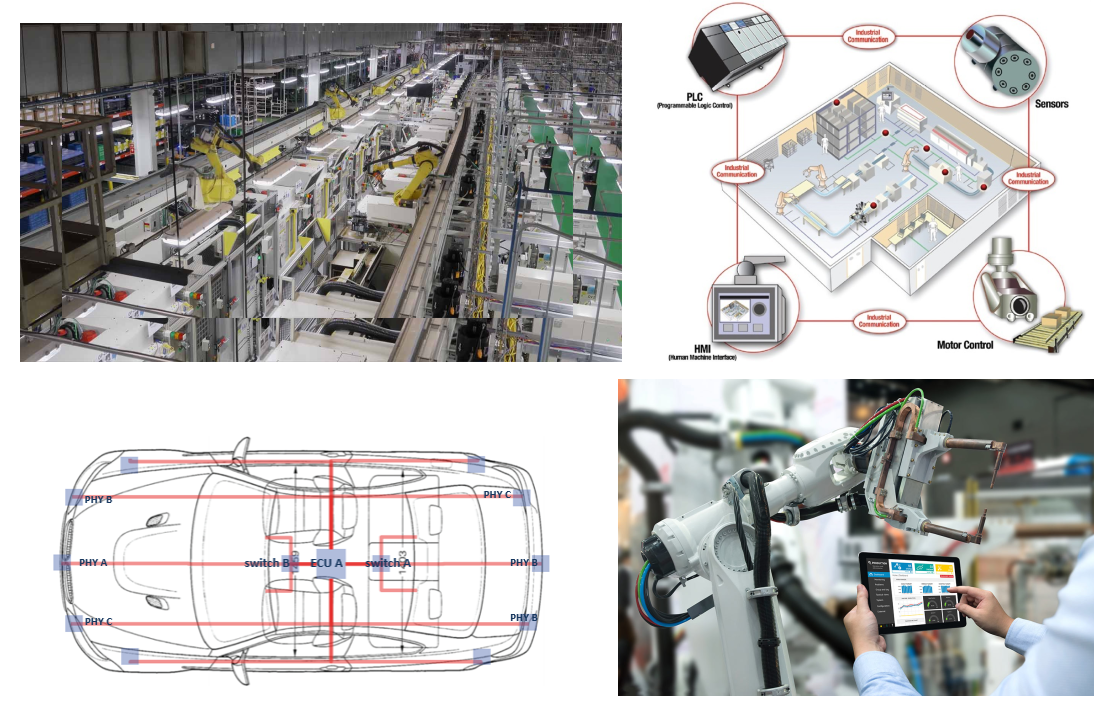 Industrial
Communication
PLC
(Programmable Logic Control)
Sensors
Industrial
Communication
Industrial
Communication
HMI
(Human Machine Interface)
Industrial
Communication
Motor Control
PHY B
PHY C
PHY A
switch B
ECU A
switch A
PHY B
PHY C
PHY B